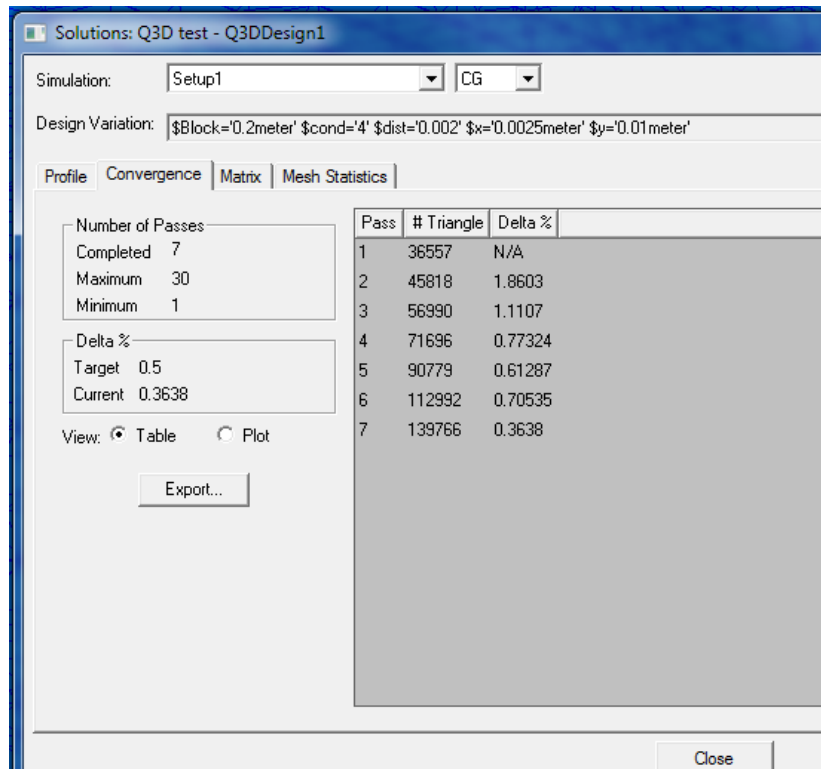 Solutions: Q3D test - Q3DDesign1
Simulation: Setup1 CG
Design Variation: $Block='0.2meter' $cond='4' $dist='0.002' $x='0.0025meter' $y='0.01meter'
Profile Convergence Matrix Mesh Statistics
Number of Passes
Completed 7
Maximum 30
Minimum 1
Delta %
Target 0.5
Current 0.3638
View: Table Plot
Export...
Pass # Triangle Delta %
1 36557 N/A
2 45818 1.8603
3 56990 1.1107
4 71696 0.77324
5 90779 0.61287
6 112992 0.70535
7 139766 0.3638
Close